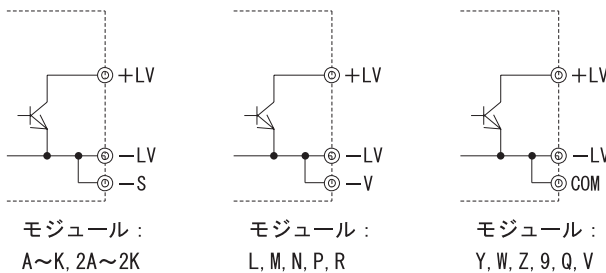 +LV
-LV
-S
モジュール：
A〜K, 2A〜2K
+LV
-LV
-V
モジュール：
L, M, N, P, R
+LV
-LV
COM
モジュール：
Y, W, Z, 9, Q, V